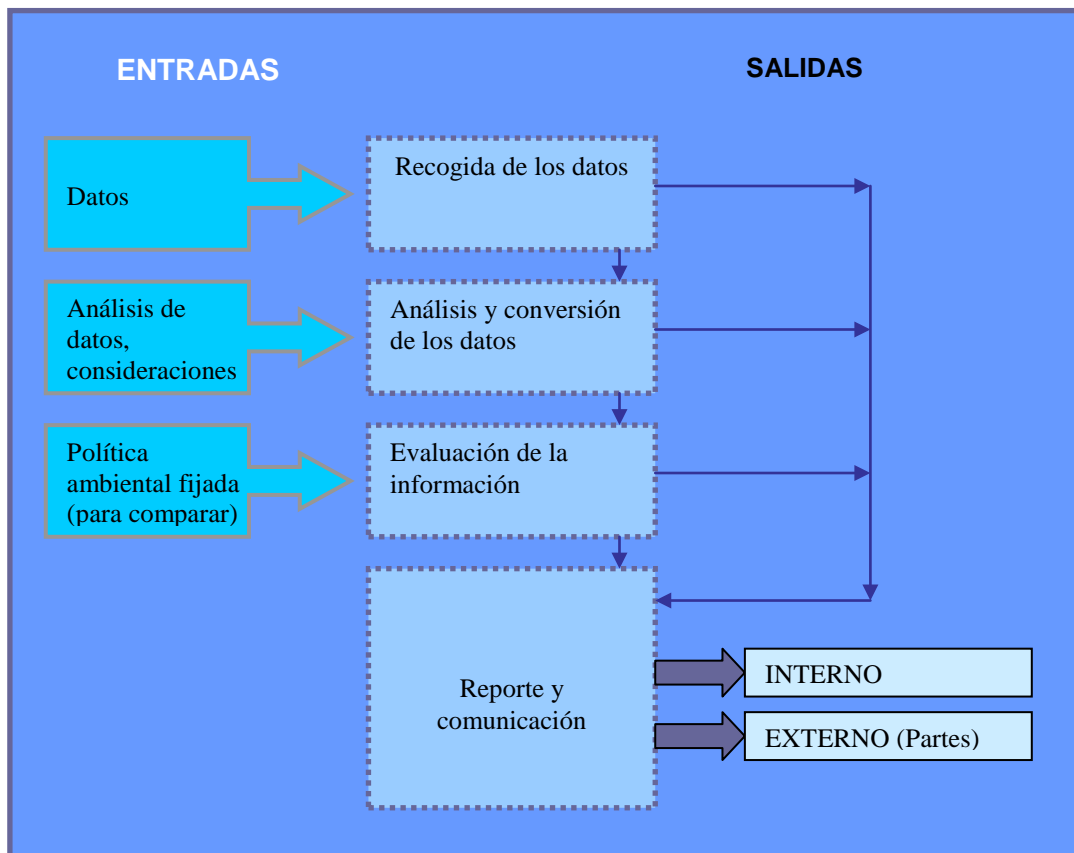 ENTRADAS
SALIDAS
Datos
Recogida de los datos
Análisis de
datos,
consideraciones
Análisis y conversión
de los datos
Política
ambiental fijada
(para comparar)
Evaluación de la
información
Reporte y
comunicación
INTERNO
EXTERNO (Partes)